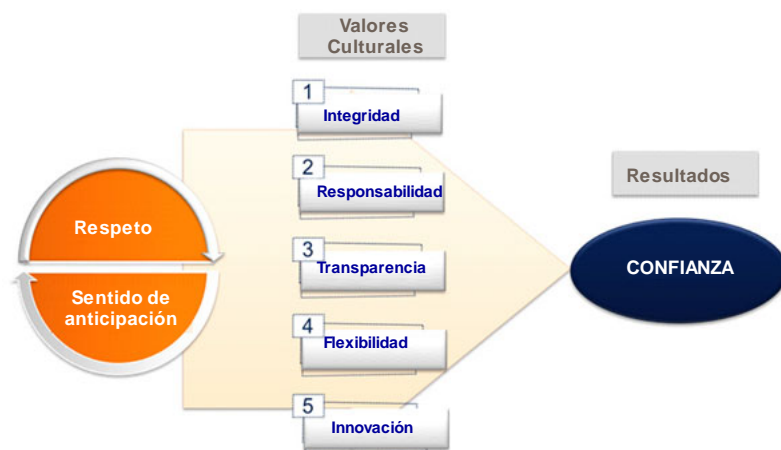 Valores
Culturales
1
Integridad
2
Responsabilidad
3
Transparencia
4
Flexibilidad
5
Innovación
Respeto
Sentido de
anticipación
Resultados
CONFIANZA